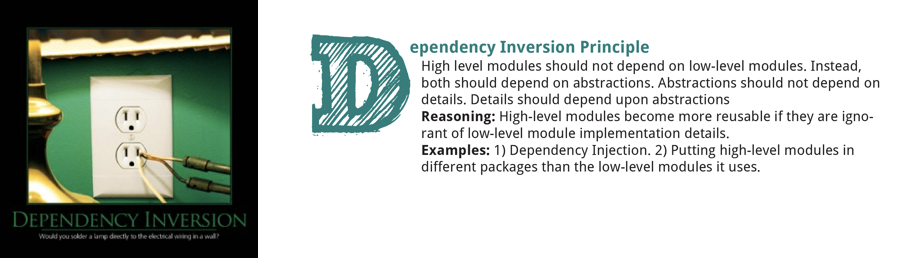 DEPENDENCY INVERSION
Would you solder a lamp directly to the electrical wiring in a wall?
Dependency Inversion Principle
High level modules should not depend on low-level modules. Instead,
both should depend on abstractions. Abstractions should not depend on
details. Details should depend upon abstractions
Reasoning: High-level modules become more reusable if they are igno-
rant of low-level module implementation details.
Examples: 1) Dependency Injection. 2) Putting high-level modules in
different packages than the low-level modules it uses.